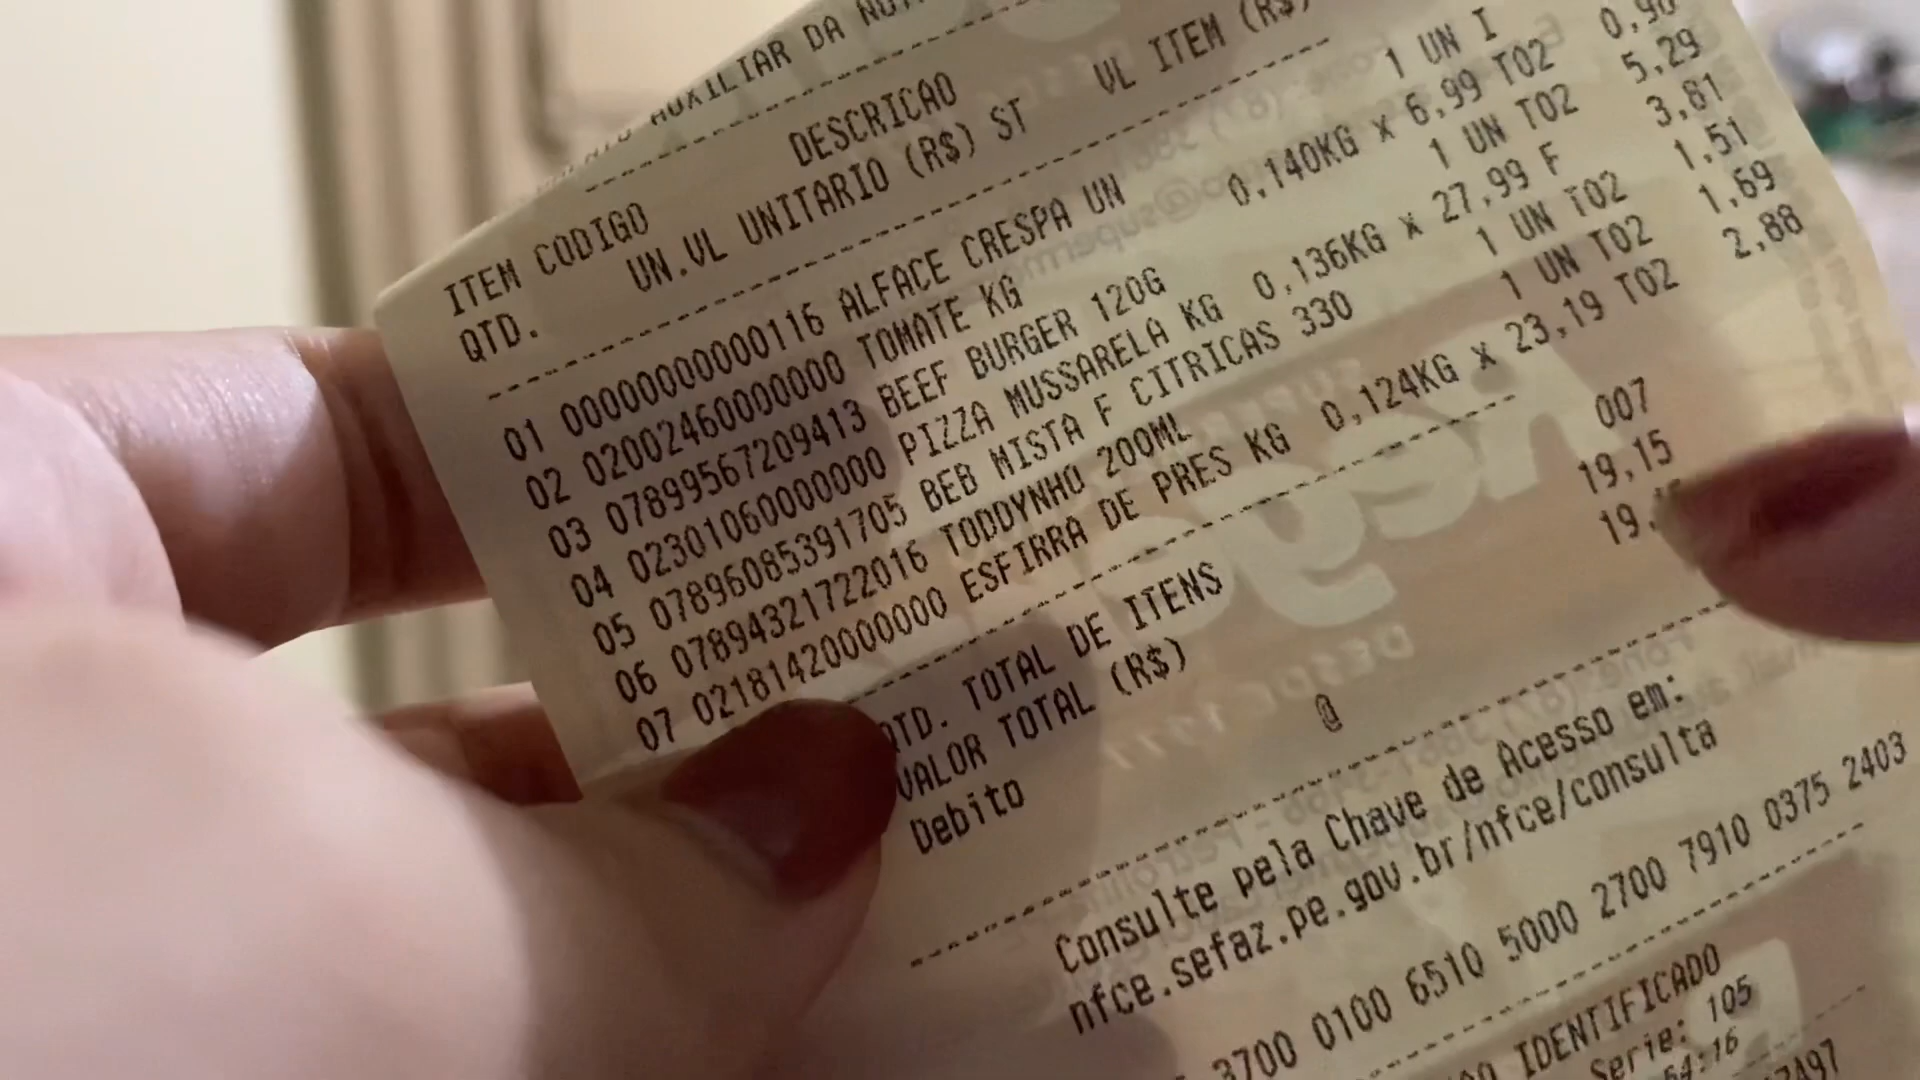 AUXILIAR DA
ITEM CODIGO DESCRICAO
QTD. UN.VL UNITARIO (R$) ST VL ITEM (R$)
01 0000000000116 ALFACE CRESPA UN 1 UN I
02 0200246000000 TOMATE KG 0,140KG x 6,99 T02 0,98
03 07899567209413 BEEF BURGER 120G 1 UN T02 5,29
04 0230106000000 PIZZA MUSSARELA KG 0,136KG x 27,99 F 3,81
05 07896085391705 BEB MISTA F CITRICAS 330 1 UN T02 1,51
06 07894321722016 TODDYNHO 200ML 1 UN T02 1,69
07 0218142000000 ESFIRRA DE PRES KG 0,124KG x 23,19 T02 2,88
QTD. TOTAL DE ITENS 007
VALOR TOTAL (R$) 19,15
Debito
@
Consulte pela Chave de Acesso em:
nfce.sefaz.pe.gov.br/nfce/consulta
3700 0100 6510 5000 2700 7910 0375 2403
IDENTIFICADO
Serie: 105